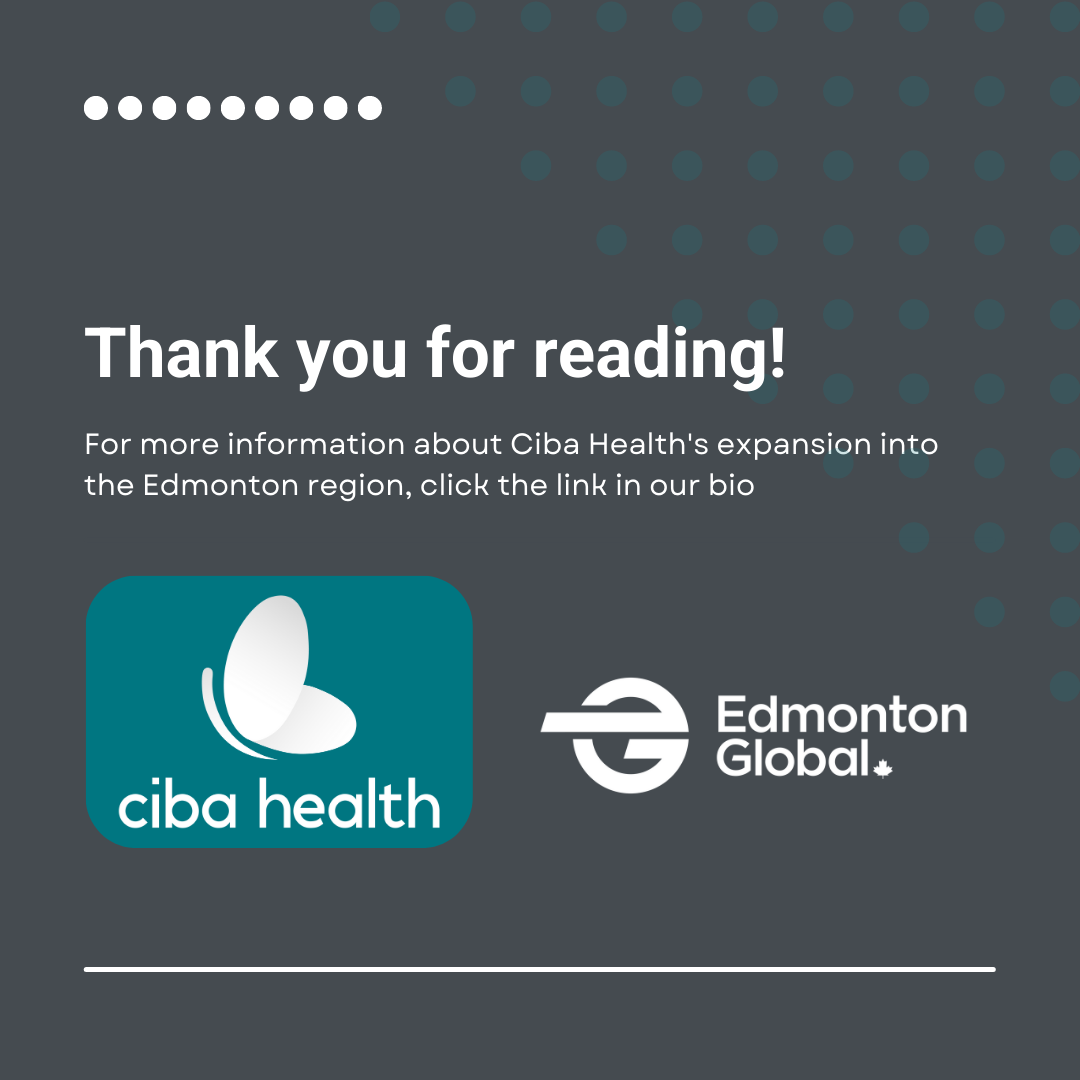 Thank you for reading!
For more information about Ciba Health's expansion into
the Edmonton region, click the link in our bio
ciba health
Edmonton
Global